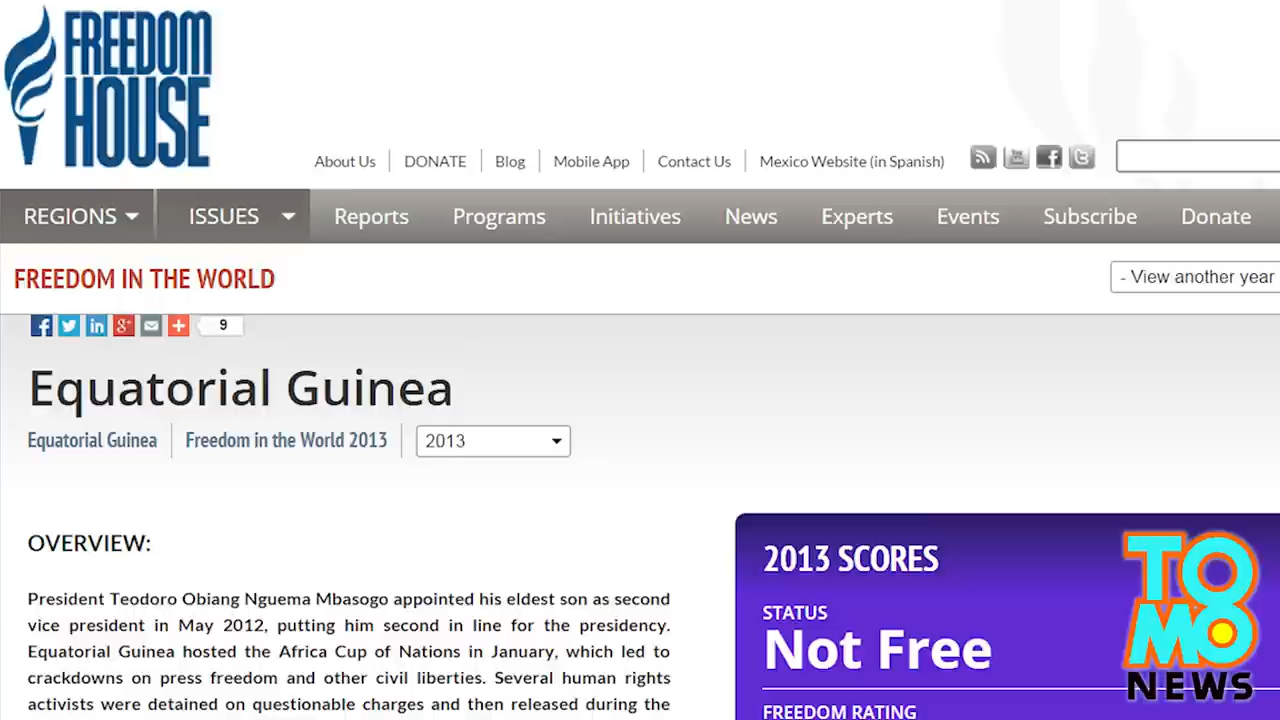 FREEDOM
HOUSE
About Us DONATE Blog Mobile App Contact Us Mexico Website (in Spanish)
REGIONS ISSUES Reports Programs Initiatives News Experts Events Subscribe Donate
FREEDOM IN THE WORLD
- View another year
9
Equatorial Guinea
Equatorial Guinea Freedom in the World 2013 2013
OVERVIEW:
President Teodoro Obiang Nguema Mbasogo appointed his eldest son as second
vice president in May 2012, putting him second in line for the presidency.
Equatorial Guinea hosted the Africa Cup of Nations in January, which led to
crackdowns on press freedom and other civil liberties. Several human rights
activists were detained on questionable charges and then released during the
2013 SCORES
STATUS
Not Free
FREEDOM RATING
TOMO
NEWS